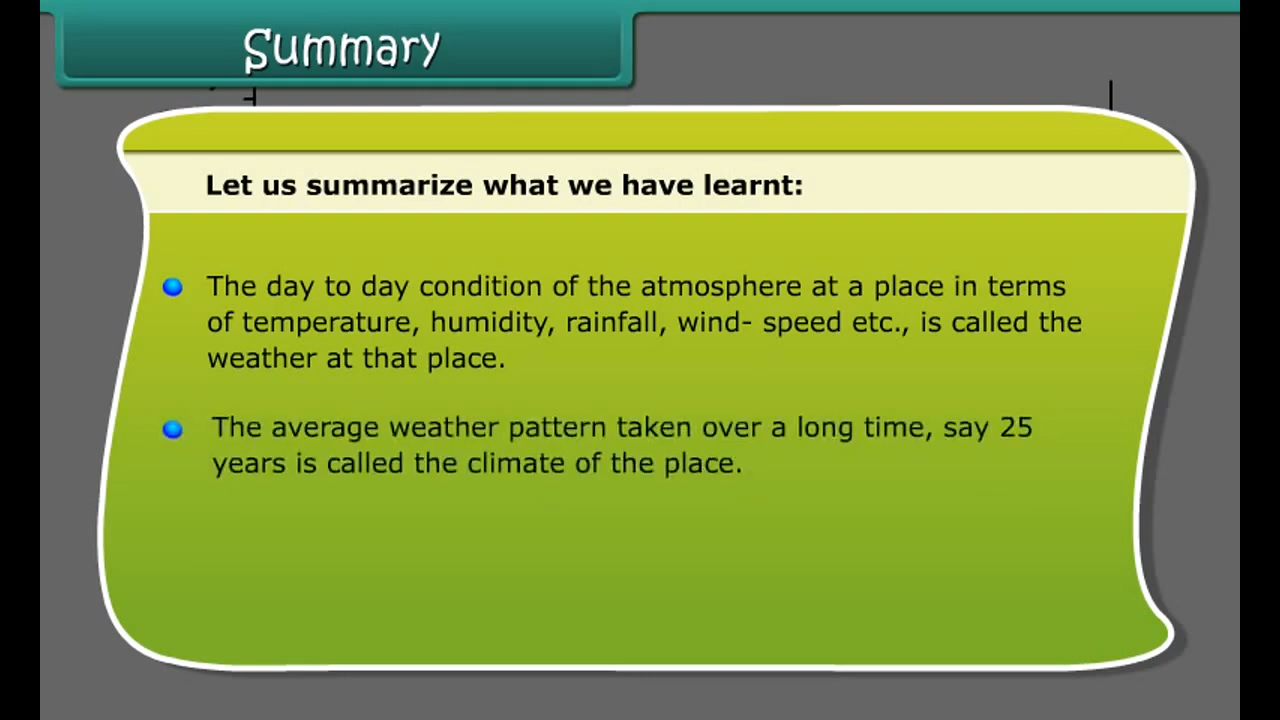 Summary
Let us summarize what we have learnt:
The day to day condition of the atmosphere at a place in terms
of temperature, humidity, rainfall, wind- speed etc., is called the
weather at that place.
The average weather pattern taken over a long time, say 25
years is called the climate of the place.